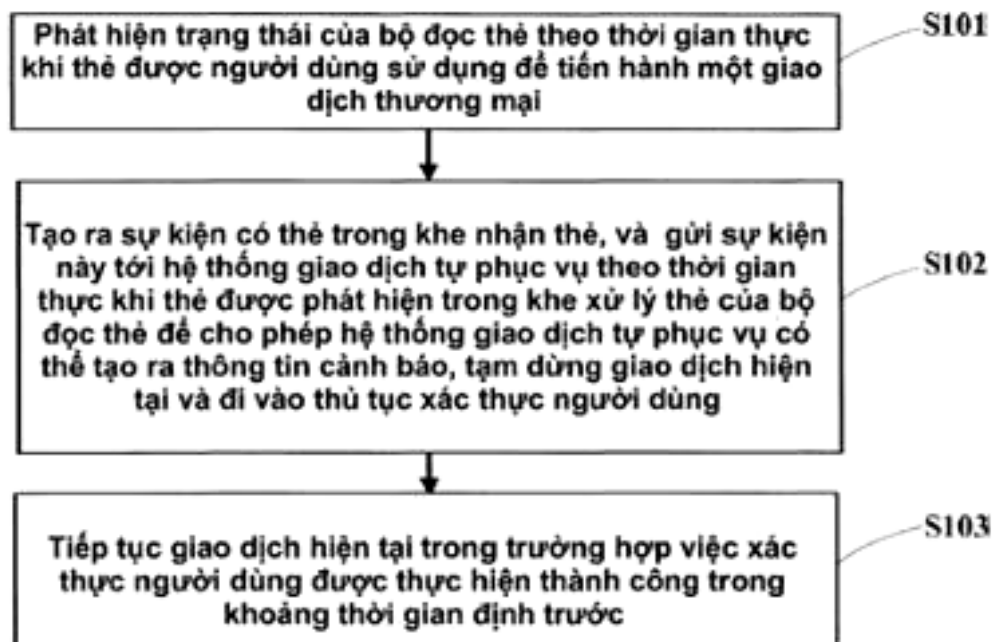 Phát hiện trạng thái của bộ đọc thẻ theo thời gian thực
khi thẻ được người dùng sử dụng để tiến hành một giao
dịch thương mại
S101
Tạo ra sự kiện có thẻ trong khe nhận thẻ, và gửi sự kiện
này tới hệ thống giao dịch tự phục vụ theo thời gian
thực khi thẻ được phát hiện trong khe xử lý thẻ của bộ
đọc thẻ để cho phép hệ thống giao dịch tự phục vụ có
thể tạo ra thông tin cảnh báo, tạm dừng giao dịch hiện
tại và đi vào thủ tục xác thực người dùng
S102
Tiếp tục giao dịch hiện tại trong trường hợp việc xác
thực người dùng được thực hiện thành công trong
khoảng thời gian định trước
S103